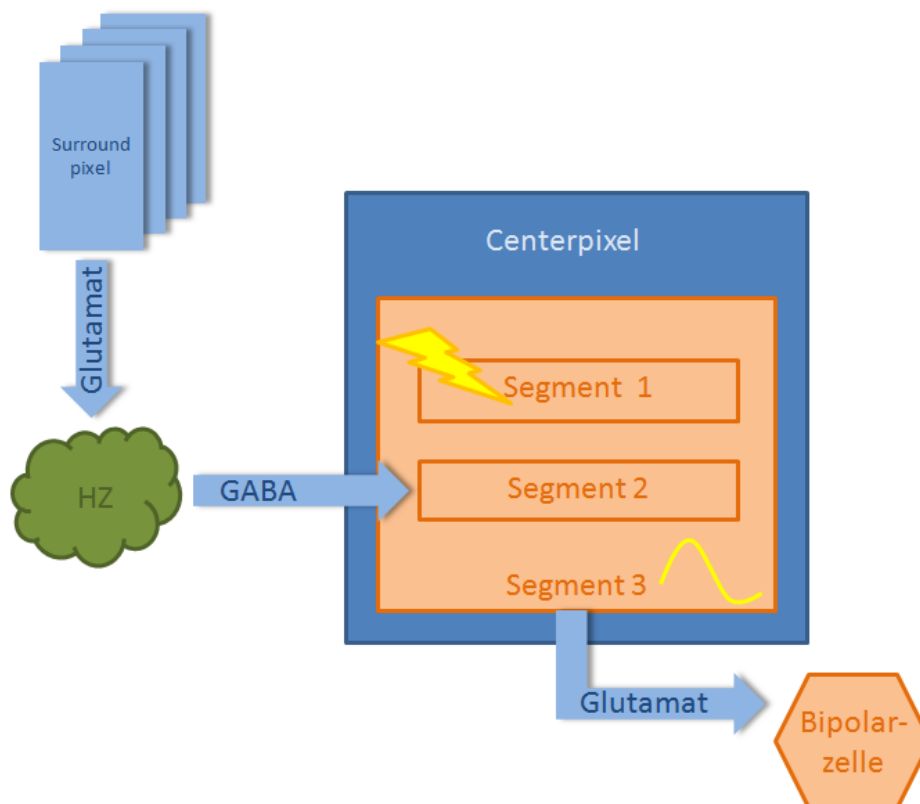 Surround
pixel
Glutamat
HZ
GABA
Centerpixel
Segment 1
Segment 2
Segment 3
Glutamat
Bipolar-
zelle